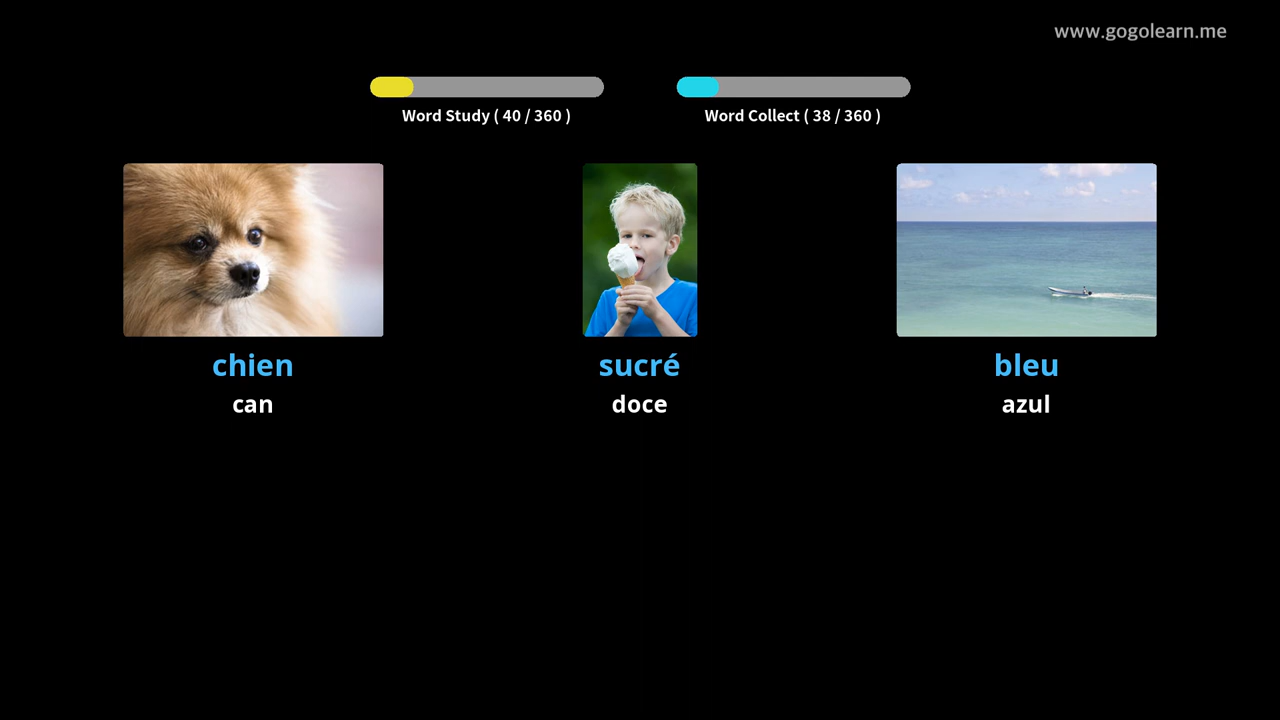 www.gogolearn.me
Word Study ( 40 / 360 )
Word Collect ( 38 / 360 )
chien
sucré
bleu
can
doce
azul